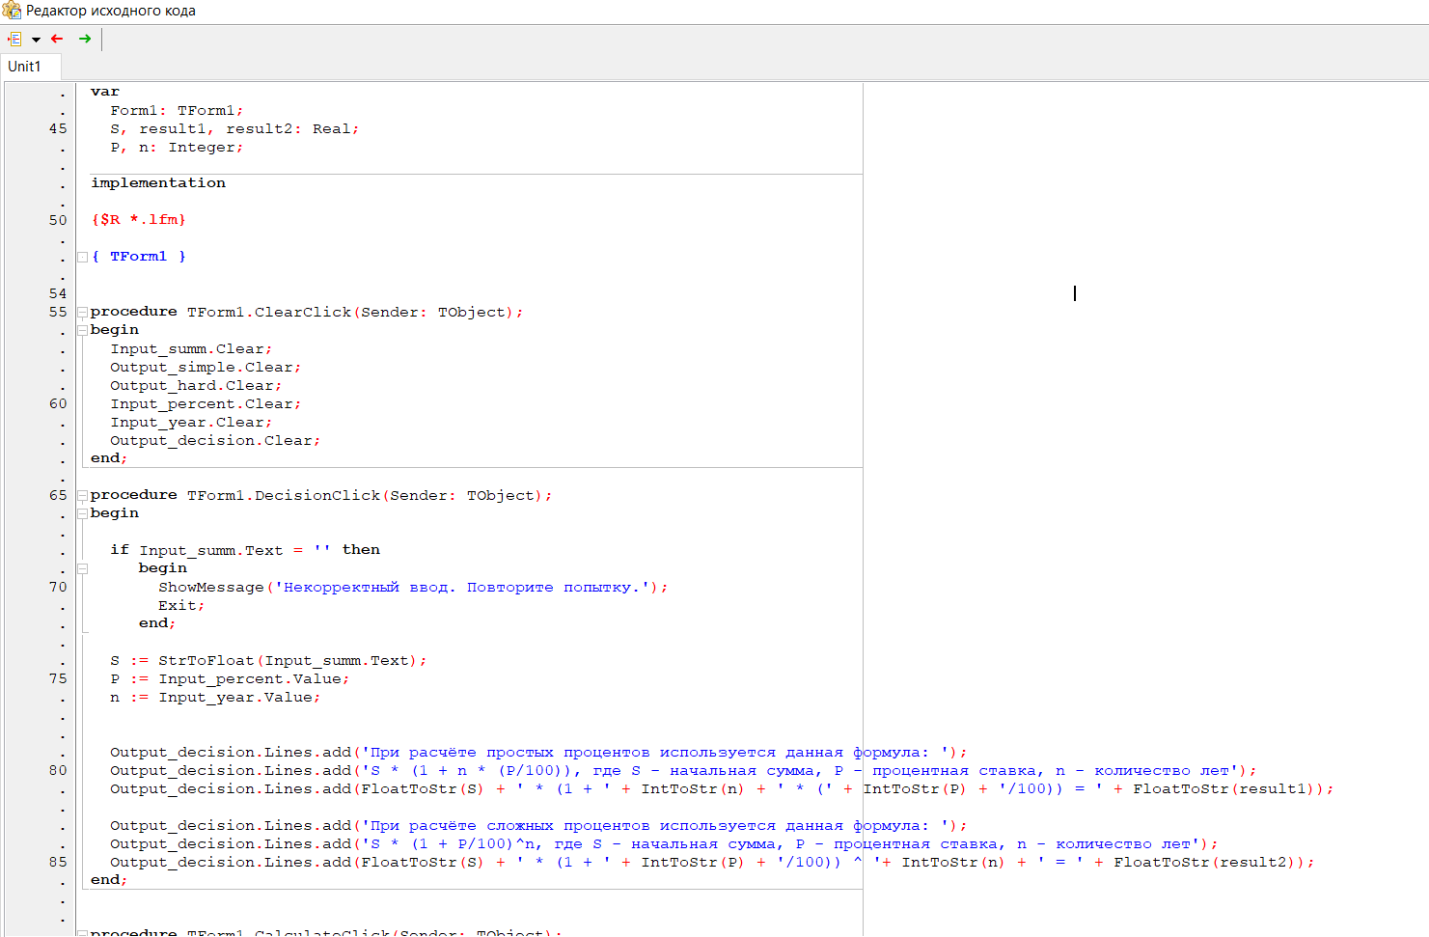 Редактор исходного кода
Unit1
var
Form1: TForm1;
45 S, result1, result2: Real;
P, n: Integer;
implementation
50 {$R *.lfm}
{ TForm1 }
54
55 procedure TForm1.ClearClick(Sender: TObject);
begin
Input_summ.Clear;
Output_simple.Clear;
Output_hard.Clear;
60 Input_percent.Clear;
Input_year.Clear;
Output_decision.Clear;
end;
65 procedure TForm1.DecisionClick(Sender: TObject);
begin
if Input_summ.Text = '' then
begin
70 ShowMessage('Некорректный ввод. Повторите попытку.');
Exit;
end;
S := StrToFloat(Input_summ.Text);
75 P := Input_percent.Value;
n := Input_year.Value;
Output_decision.Lines.add('При расчёте простых процентов используется данная формула: ');
80 Output_decision.Lines.add('S * (1 + n * (P/100)), где S - начальная сумма, P - процентная ставка, n - количество лет');
Output_decision.Lines.add(FloatToStr(S) + ' * (1 + ' + IntToStr(n) + ' * (' + IntToStr(P) + '/100)) = ' + FloatToStr(result1));
Output_decision.Lines.add('При расчёте сложных процентов используется данная формула: ');
Output_decision.Lines.add('S * (1 + P/100)^n, где S - начальная сумма, P - процентная ставка, n - количество лет');
85 Output_decision.Lines.add(FloatToStr(S) + ' * (1 + ' + IntToStr(P) + '/100)) ^ '+ IntToStr(n) + ' = ' + FloatToStr(result2));
end;
procedure TForm1.CalculateClick(Sender: TObject);